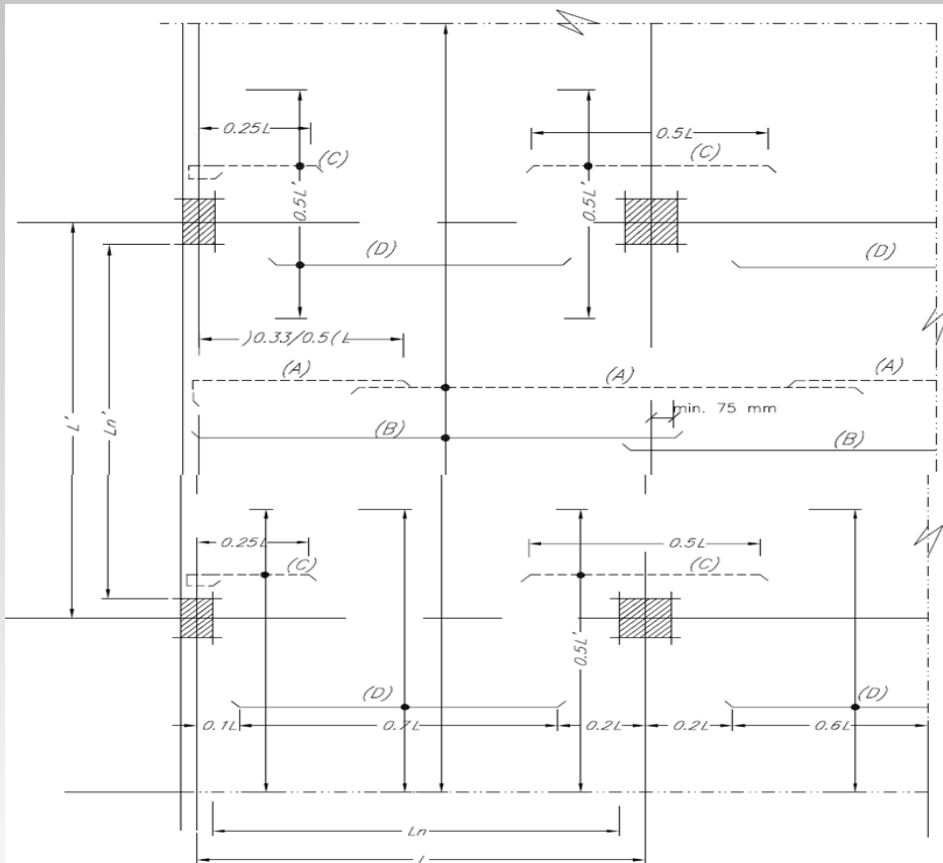 0.25L
(C)
0.5L
(C)
0.5L'
0.5L'
(D)
(D)
)0.33/0.5( L
(A)
(A)
(A)
min. 75 mm
(B)
(B)
L'
Ln'
0.25L
(C)
0.5L
(C)
0.5L'
(D)
(D)
0.1L
0.7L
0.2L
0.2L
0.6L
Ln